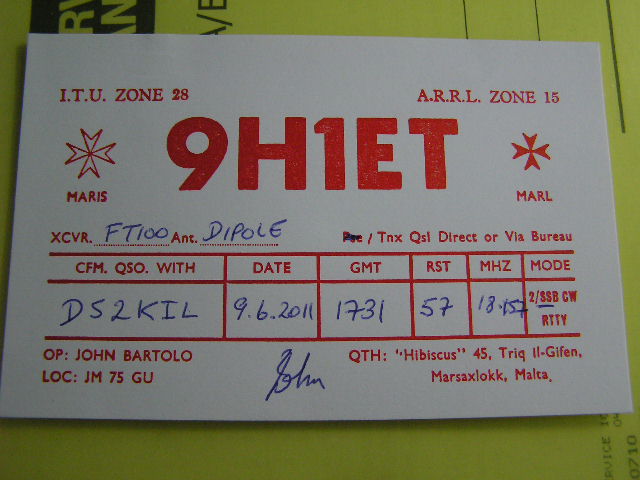 I.T.U. ZONE 28
A.R.R.L. ZONE 15
9H1ET
MARIS
MARL
XCVR. FT100 Ant. DIPOLE
/ Tnx Qsl Direct or Via Bureau
CFM. QSO. WITH DATE GMT RST MHZ MODE
DS2KIL 9.6.2011 1731 57 18.157 2/SSB CW
RTTY
OP: JOHN BARTOLO
LOC: JM 75 GU
John
QTH: "Hibiscus" 45, Triq Il-Gifen,
Marsaxlokk, Malta.
0710